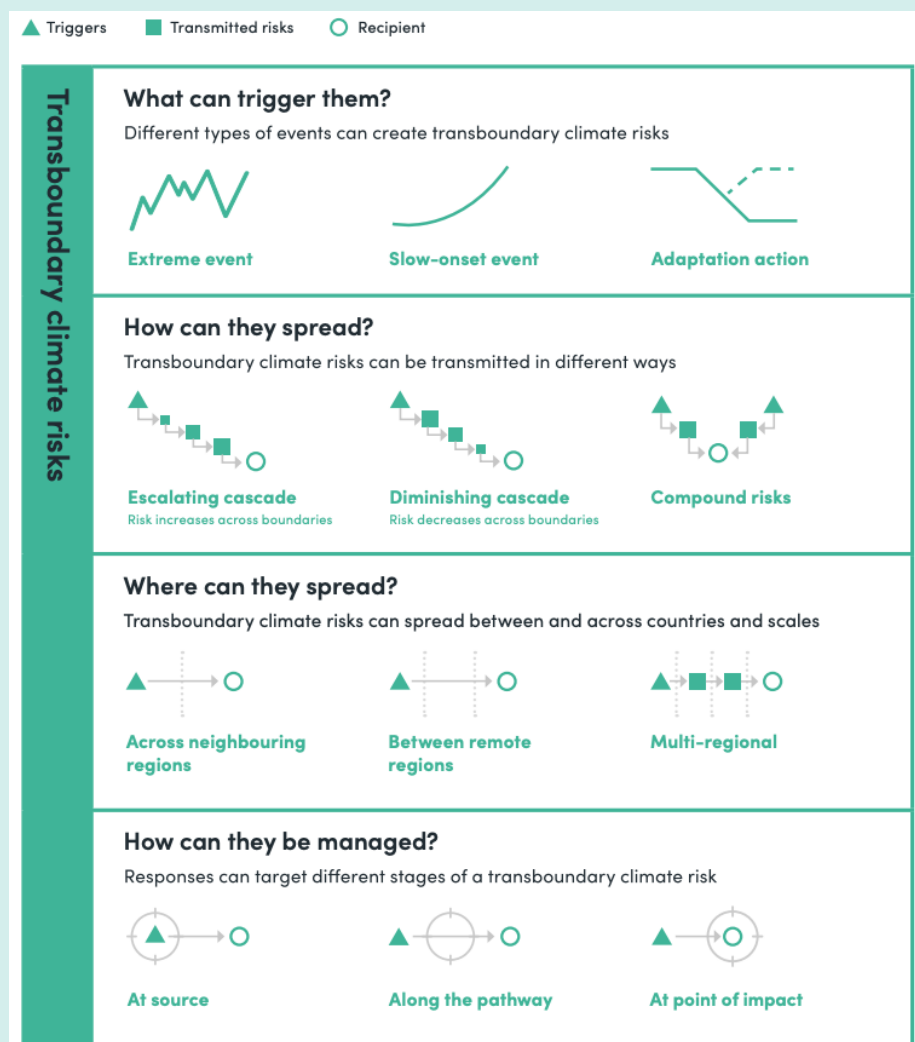 Triggers
Transmitted risks
Recipient
Transboundary climate risks
What can trigger them?
Different types of events can create transboundary climate risks
Extreme event
Slow-onset event
Adaptation action
How can they spread?
Transboundary climate risks can be transmitted in different ways
Escalating cascade
Risk increases across boundaries
Diminishing cascade
Risk decreases across boundaries
Compound risks
Where can they spread?
Transboundary climate risks can spread between and across countries and scales
Across neighbouring
regions
Between remote
regions
Multi-regional
How can they be managed?
Responses can target different stages of a transboundary climate risk
At source
Along the pathway
At point of impact